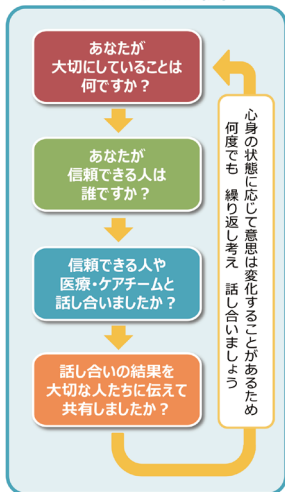 あなたが
大切にしていることは
何ですか？
あなたが
信頼できる人は
誰ですか？
信頼できる人や
医療・ケアチームと
話し合いましたか？
話し合いの結果を
大切な人たちに伝えて
共有しましたか？
心身の状態に応じて意思は変化することがあるため
何度でも　繰り返し考え　話し合いましょう